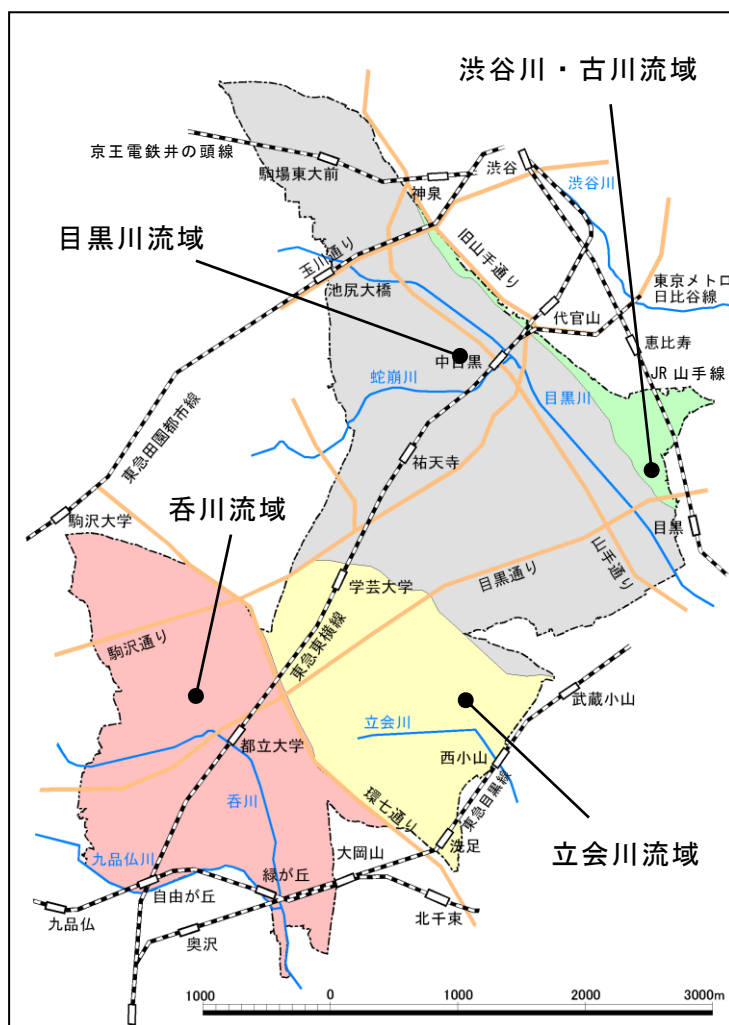 渋谷川・古川流域
京王電鉄井の頭線
駒場東大前
神泉
渋谷
渋谷川
目黒川流域
玉川通り
旧山手通り
池尻大橋
代官山
東京メトロ
日比谷線
恵比寿
JR 山手線
中目黒
蛇崩川
目黒川
東急田園都市線
祐天寺
呑川流域
駒沢大学
目黒
山手通り
目黒通り
学芸大学
駒沢通り
東急東横線
武蔵小山
立会川
都立大学
西小山
東急目黒線
呑川
環七通り
洗足
立会川流域
九品仏川
大岡山
緑が丘
自由が丘
九品仏
北千束
奥沢
1000
0
1000
2000
3000m